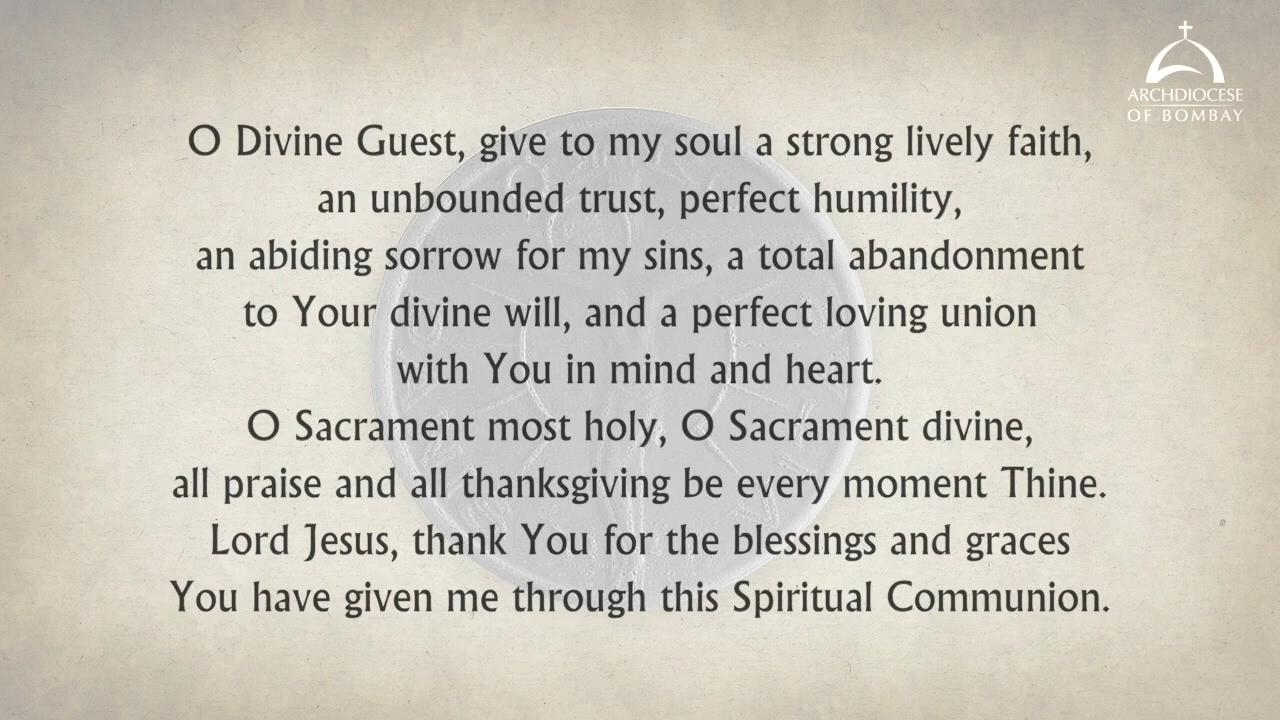 ARCHDIOCESE
OF BOMBAY
O Divine Guest, give to my soul a strong lively faith,
an unbounded trust, perfect humility,
an abiding sorrow for my sins, a total abandonment
to Your divine will, and a perfect loving union
with You in mind and heart.
O Sacrament most holy, O Sacrament divine,
all praise and all thanksgiving be every moment Thine.
Lord Jesus, thank You for the blessings and graces
You have given me through this Spiritual Communion.